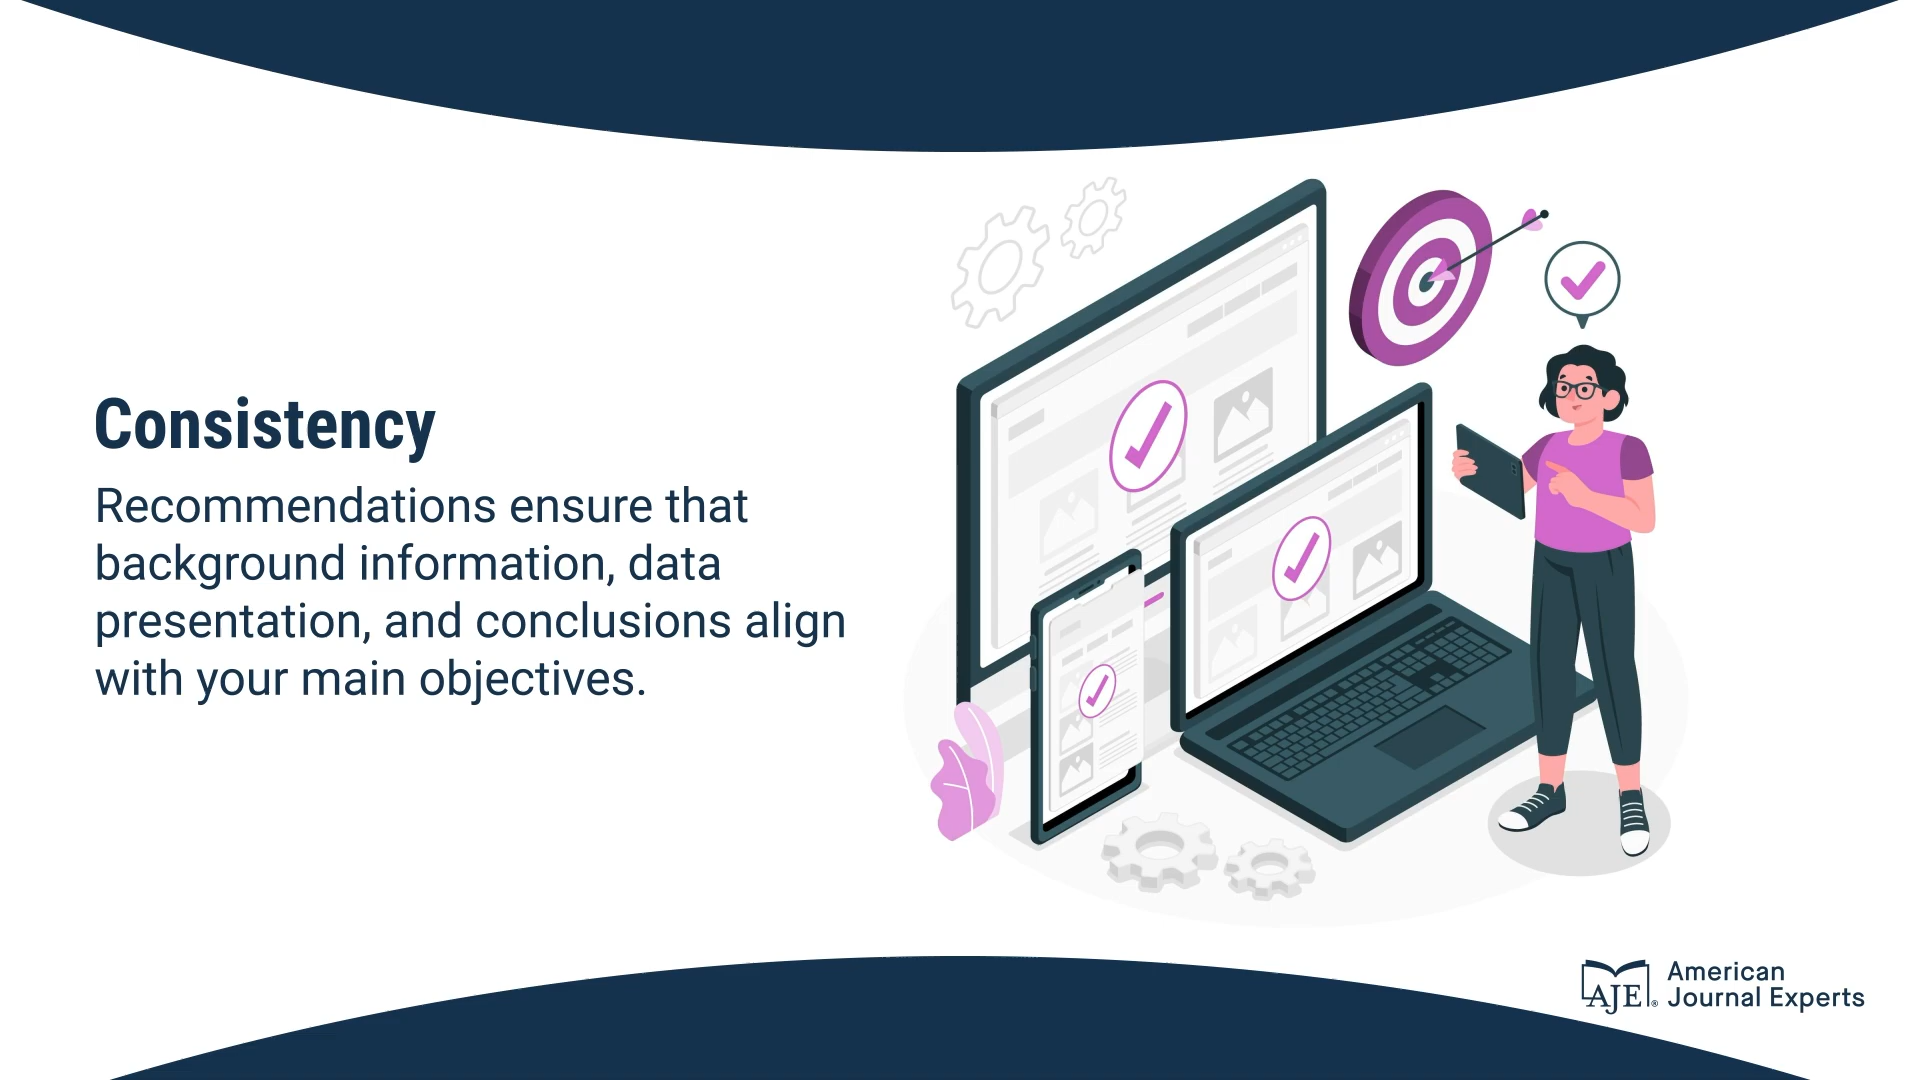 Consistency
Recommendations ensure that
background information, data
presentation, and conclusions align
with your main objectives.
AJE®
American
Journal Experts